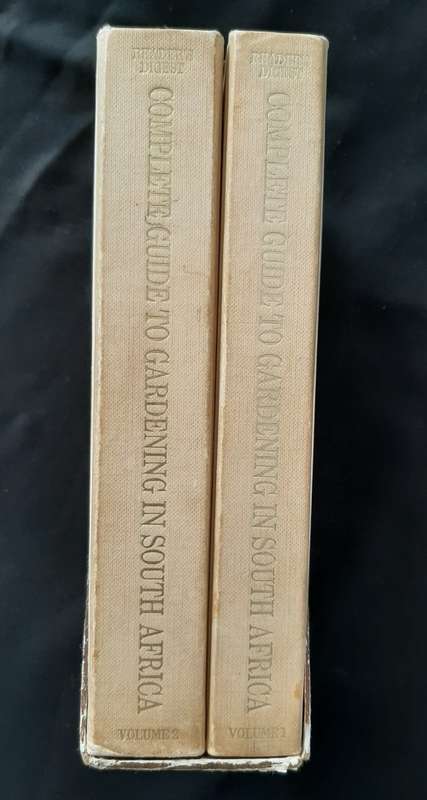 READER'S
DIGEST
COMPLETE GUIDE TO GARDENING IN SOUTH AFRICA
VOLUME 2
READER'S
DIGEST
COMPLETE GUIDE TO GARDENING IN SOUTH AFRICA
VOLUME 1